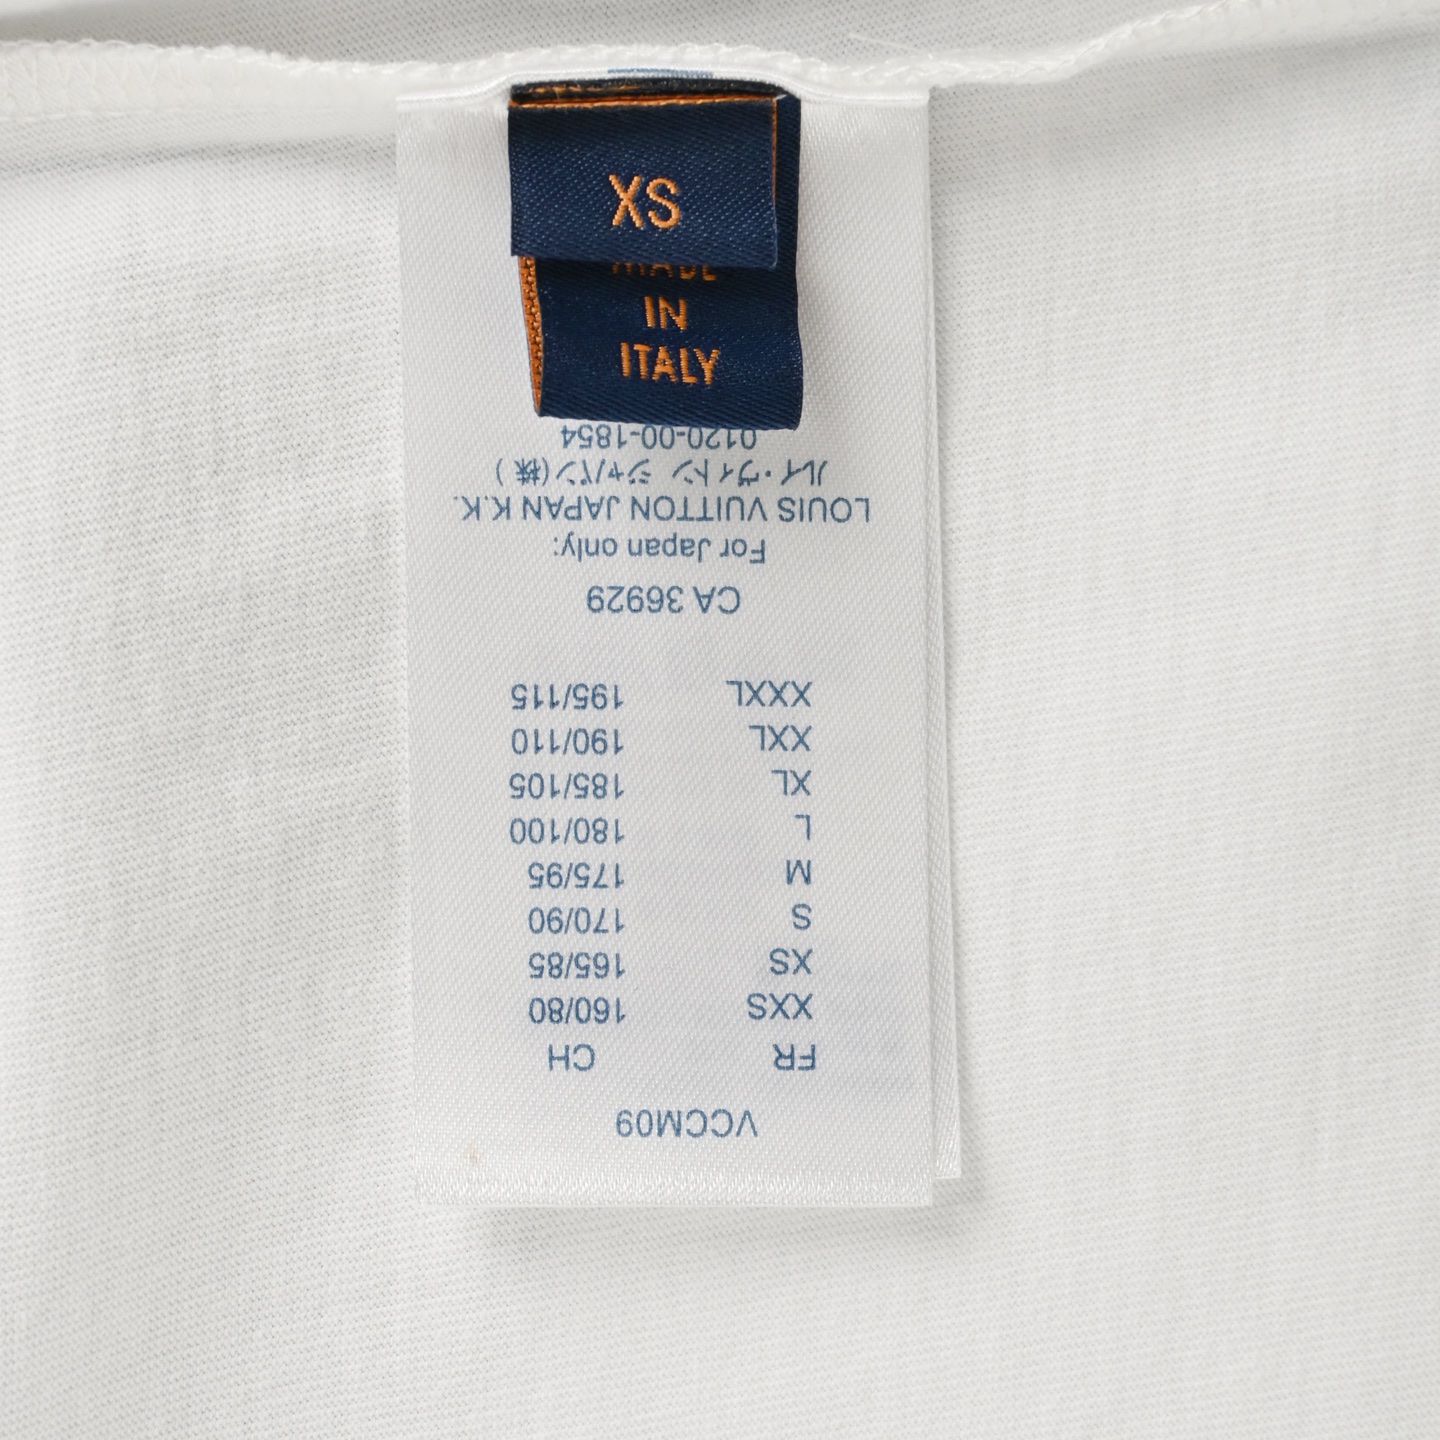 XS
MADE
IN
ITALY
VCCM09
FR CH
XXS 160/80
XS 165/85
S 170/90
M 175/95
L 180/100
XL 185/105
XXL 190/110
XXXL 195/115
CA 36929
For Japan only:
LOUIS VUITTON JAPAN K.K.
ルイ・ヴィトン ジャパン(株)
0120-00-1854